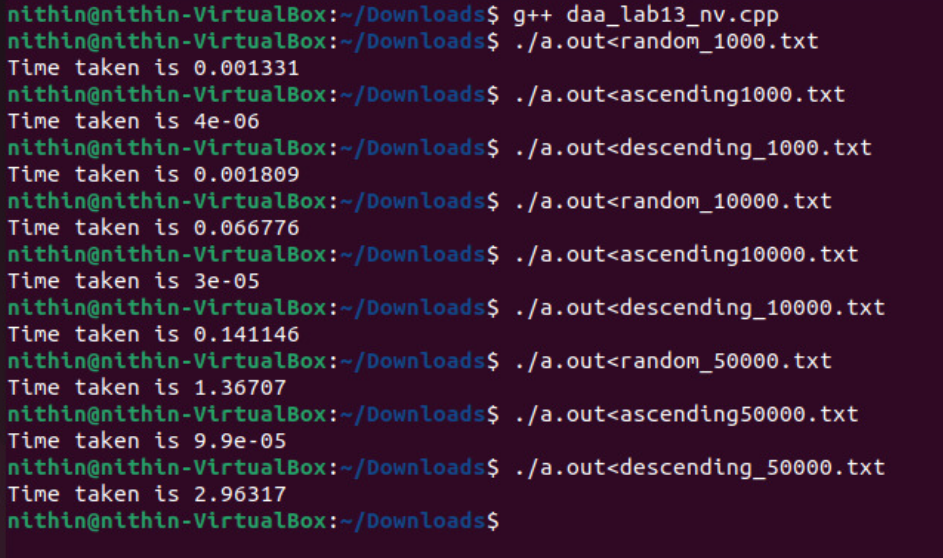 nithin@nithin-VirtualBox:~/Downloads$ g++ daa_lab13_nv.cpp
nithin@nithin-VirtualBox:~/Downloads$ ./a.out<random_1000.txt
Time taken is 0.001331
nithin@nithin-VirtualBox:~/Downloads$ ./a.out<ascending1000.txt
Time taken is 4e-06
nithin@nithin-VirtualBox:~/Downloads$ ./a.out<descending_1000.txt
Time taken is 0.001809
nithin@nithin-VirtualBox:~/Downloads$ ./a.out<random_10000.txt
Time taken is 0.066776
nithin@nithin-VirtualBox:~/Downloads$ ./a.out<ascending10000.txt
Time taken is 3e-05
nithin@nithin-VirtualBox:~/Downloads$ ./a.out<descending_10000.txt
Time taken is 0.141146
nithin@nithin-VirtualBox:~/Downloads$ ./a.out<random_50000.txt
Time taken is 1.36707
nithin@nithin-VirtualBox:~/Downloads$ ./a.out<ascending50000.txt
Time taken is 9.9e-05
nithin@nithin-VirtualBox:~/Downloads$ ./a.out<descending_50000.txt
Time taken is 2.96317
nithin@nithin-VirtualBox:~/Downloads$